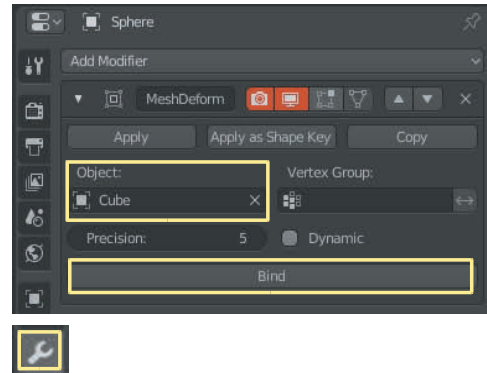 Sphere
Add Modifier
MeshDeform
Apply Apply as Shape Key Copy
Object: Vertex Group:
Cube
Precision: 5 Dynamic
Bind